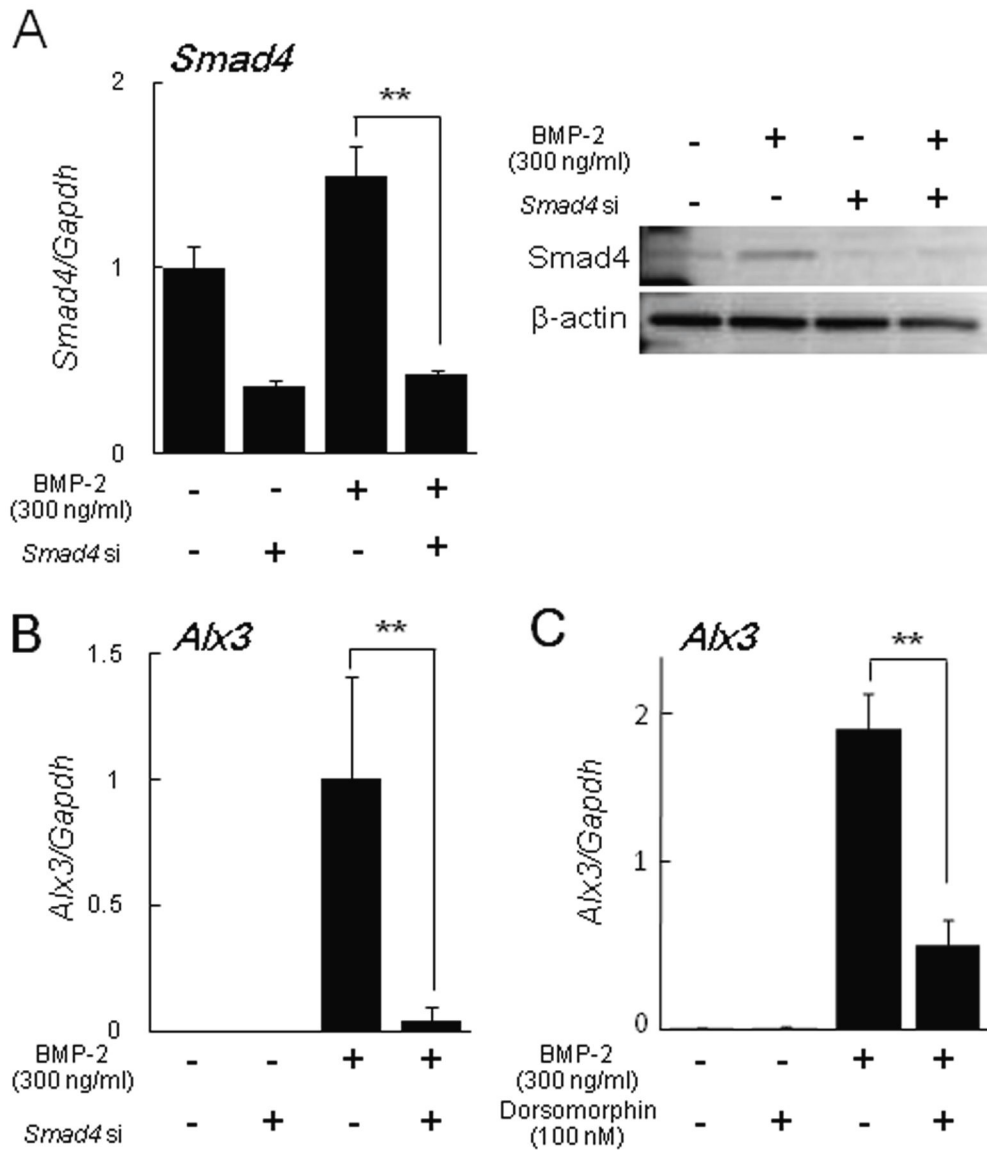 A
Smad4
2
**
Smad4/Gapdh
1
0
BMP-2
(300 ng/ml)
- - + +
Smad4 si
- + - +
BMP-2
(300 ng/ml)
- + - +
Smad4 si
- - + +
Smad4
β-actin
B
Alx3
1.5
**
Alx3/Gapdh
1
0.5
0
BMP-2
(300 ng/ml)
- - + +
Smad4 si
- + - +
C
Alx3
**
2
Alx3/Gapdh
1
0
BMP-2
(300 ng/ml)
- - + +
Dorsomorphin
(100 nM)
- + - +